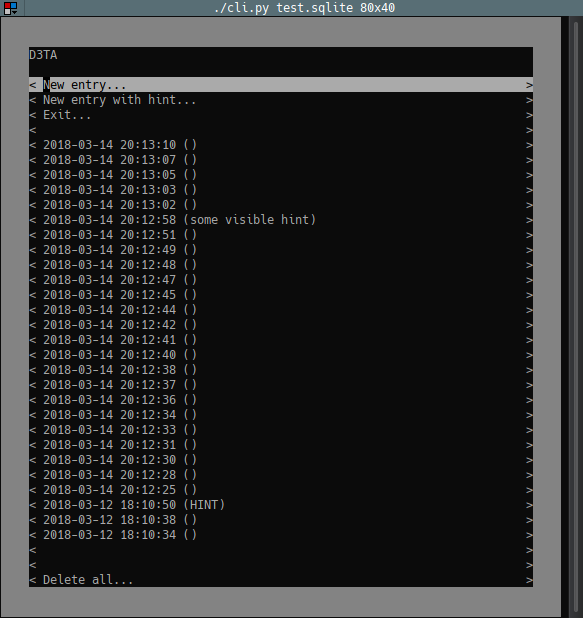 ./cli.py test.sqlite 80x40
D3TA
< New entry... >
< New entry with hint... >
< Exit... >
< >
< 2018-03-14 20:13:10 () >
< 2018-03-14 20:13:07 () >
< 2018-03-14 20:13:05 () >
< 2018-03-14 20:13:03 () >
< 2018-03-14 20:13:02 () >
< 2018-03-14 20:12:58 (some visible hint) >
< 2018-03-14 20:12:51 () >
< 2018-03-14 20:12:49 () >
< 2018-03-14 20:12:48 () >
< 2018-03-14 20:12:47 () >
< 2018-03-14 20:12:45 () >
< 2018-03-14 20:12:44 () >
< 2018-03-14 20:12:42 () >
< 2018-03-14 20:12:41 () >
< 2018-03-14 20:12:40 () >
< 2018-03-14 20:12:38 () >
< 2018-03-14 20:12:37 () >
< 2018-03-14 20:12:36 () >
< 2018-03-14 20:12:34 () >
< 2018-03-14 20:12:33 () >
< 2018-03-14 20:12:31 () >
< 2018-03-14 20:12:30 () >
< 2018-03-14 20:12:28 () >
< 2018-03-14 20:12:25 () >
< 2018-03-12 18:10:50 (HINT) >
< 2018-03-12 18:10:38 () >
< 2018-03-12 18:10:34 () >
< >
< >
< Delete all... >